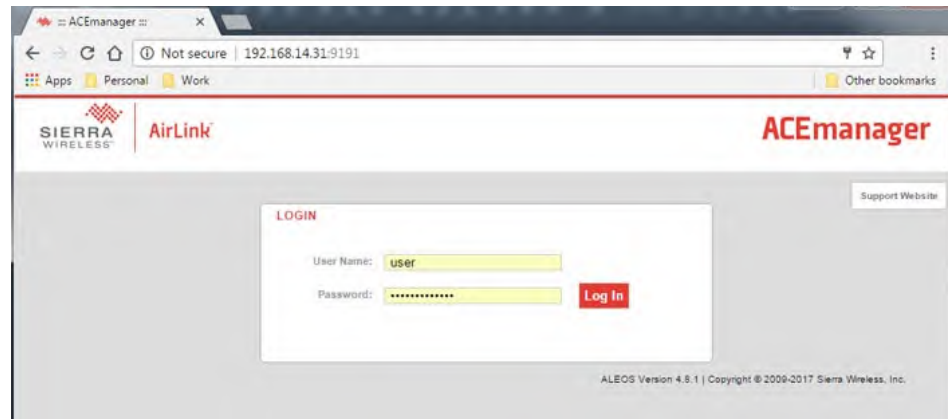 ::: ACEmanager :::
Not secure | 192.168.14.31:9191
Apps Personal Work Other bookmarks
SIERRA WIRELESS AirLink ACEmanager
Support Website
LOGIN
User Name: user
Password: •••••••••••••
Log In
ALEOS Version 4.8.1 | Copyright © 2009-2017 Sierra Wireless, Inc.